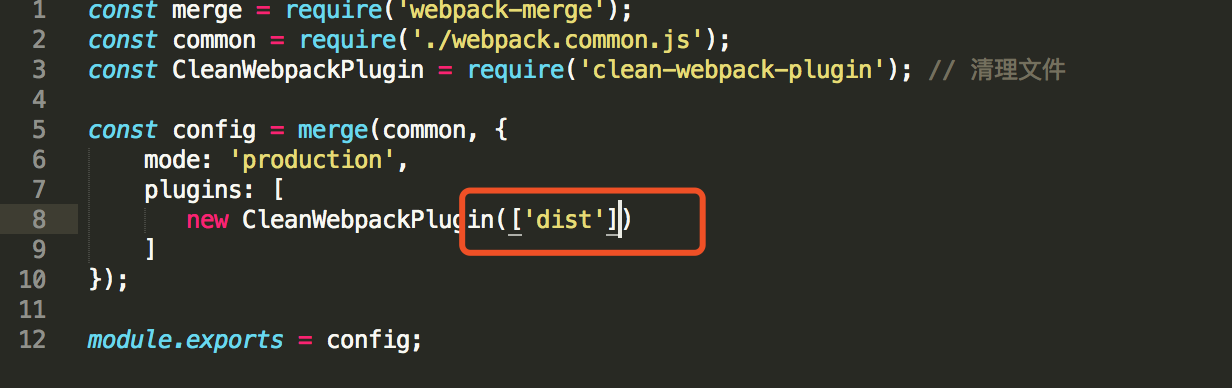 1 const merge = require('webpack-merge');
2 const common = require('./webpack.common.js');
3 const CleanWebpackPlugin = require('clean-webpack-plugin'); // 清理文件
4
5 const config = merge(common, {
6 mode: 'production',
7 plugins: [
8 new CleanWebpackPlugin(['dist'])
9 ]
10 });
11
12 module.exports = config;